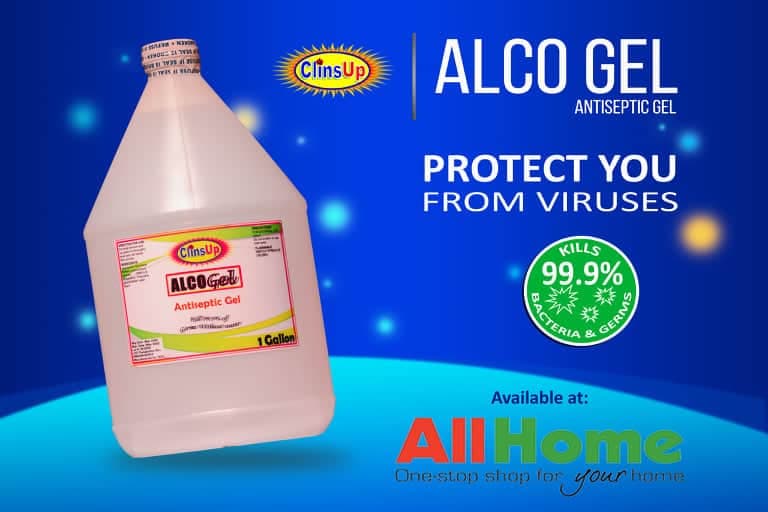 ClinsUp
ALCO GEL
ANTISEPTIC GEL
PROTECT YOU
FROM VIRUSES
KILLS
99.9%
BACTERIA & GERMS
ClinsUp
ALCOGel
Antiseptic Gel
1 Gallon
Available at:
AllHome
One-stop shop for your home